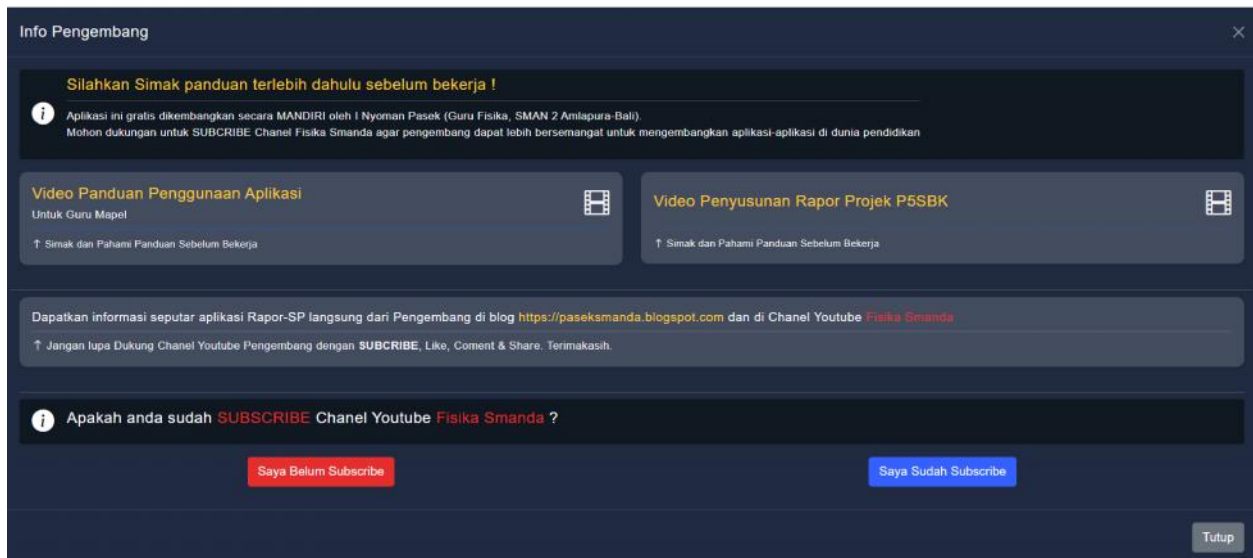 Info Pengembang
Silahkan Simak panduan terlebih dahulu sebelum bekerja !
Aplikasi ini gratis dikembangkan secara MANDIRI oleh I Nyoman Pasek (Guru Fisika, SMAN 2 Amlapura-Bali).
Mohon dukungan untuk SUBCRIBE Chanel Fisika Smanda agar pengembang dapat lebih bersemangat untuk mengembangkan aplikasi-aplikasi di dunia pendidikan
Video Panduan Penggunaan Aplikasi
Untuk Guru Mapel
↑ Simak dan Pahami Panduan Sebelum Bekerja
Video Penyusunan Rapor Projek P5SBK
↑ Simak dan Pahami Panduan Sebelum Bekerja
Dapatkan informasi seputar aplikasi Rapor-SP langsung dari Pengembang di blog https://paseksmanda.blogspot.com dan di Chanel Youtube Fisika Smanda
↑ Jangan lupa Dukung Chanel Youtube Pengembang dengan SUBCRIBE, Like, Coment & Share. Terimakasih.
Apakah anda sudah SUBSCRIBE Chanel Youtube Fisika Smanda ?
Saya Belum Subscribe
Saya Sudah Subscribe
Tutup